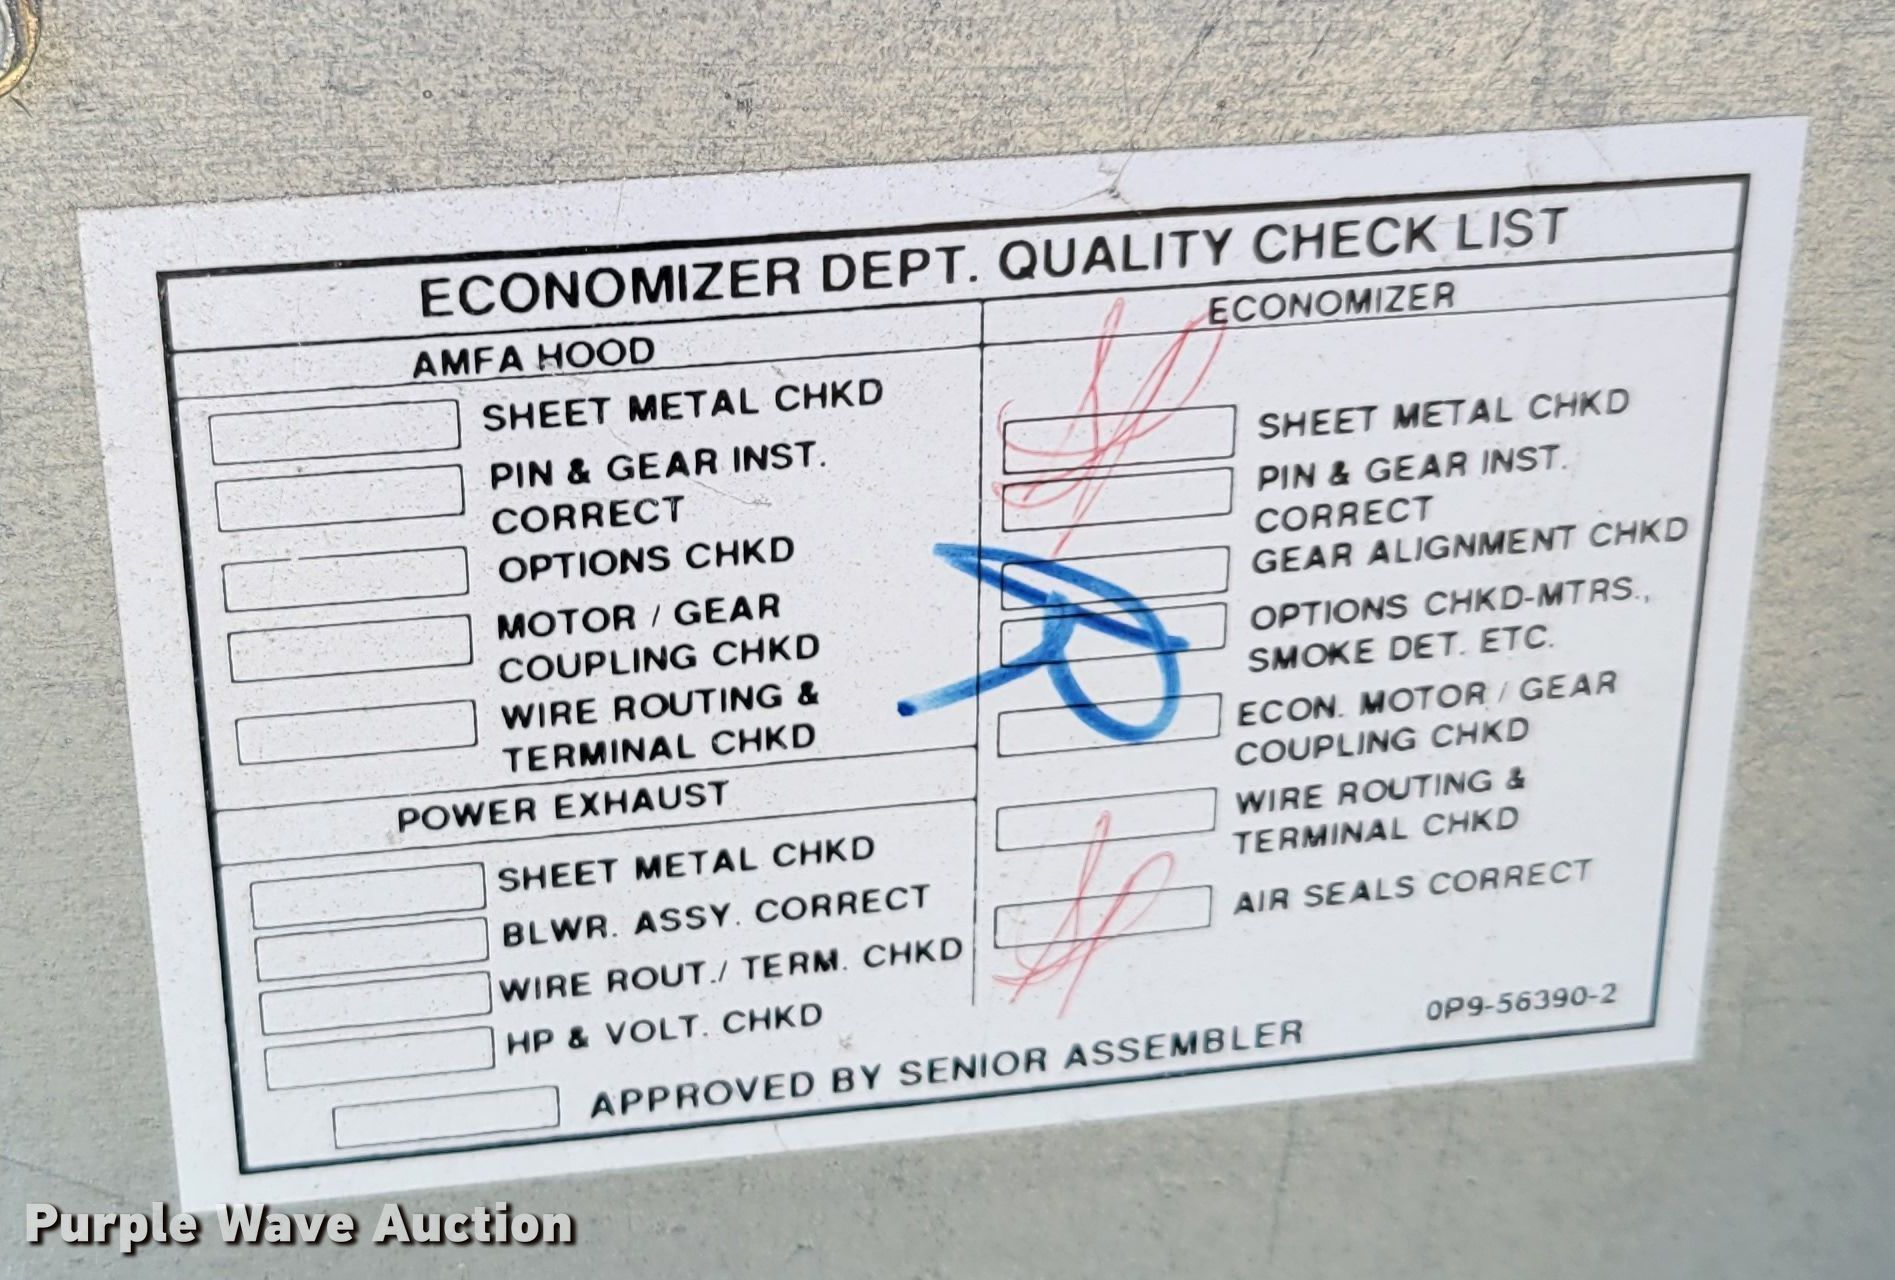 ECONOMIZER DEPT. QUALITY CHECK LIST
AMFA HOOD
SHEET METAL CHKD
PIN & GEAR INST.
CORRECT
OPTIONS CHKD
MOTOR / GEAR
COUPLING CHKD
WIRE ROUTING &
TERMINAL CHKD
POWER EXHAUST
SHEET METAL CHKD
BLWR. ASSY. CORRECT
WIRE ROUT./ TERM. CHKD
HP & VOLT. CHKD
ECONOMIZER
SHEET METAL CHKD
PIN & GEAR INST.
CORRECT
GEAR ALIGNMENT CHKD
OPTIONS CHKD-MTRS.,
SMOKE DET. ETC.
ECON. MOTOR / GEAR
COUPLING CHKD
WIRE ROUTING &
TERMINAL CHKD
AIR SEALS CORRECT
0P9-56390-2
APPROVED BY SENIOR ASSEMBLER
Purple Wave Auction